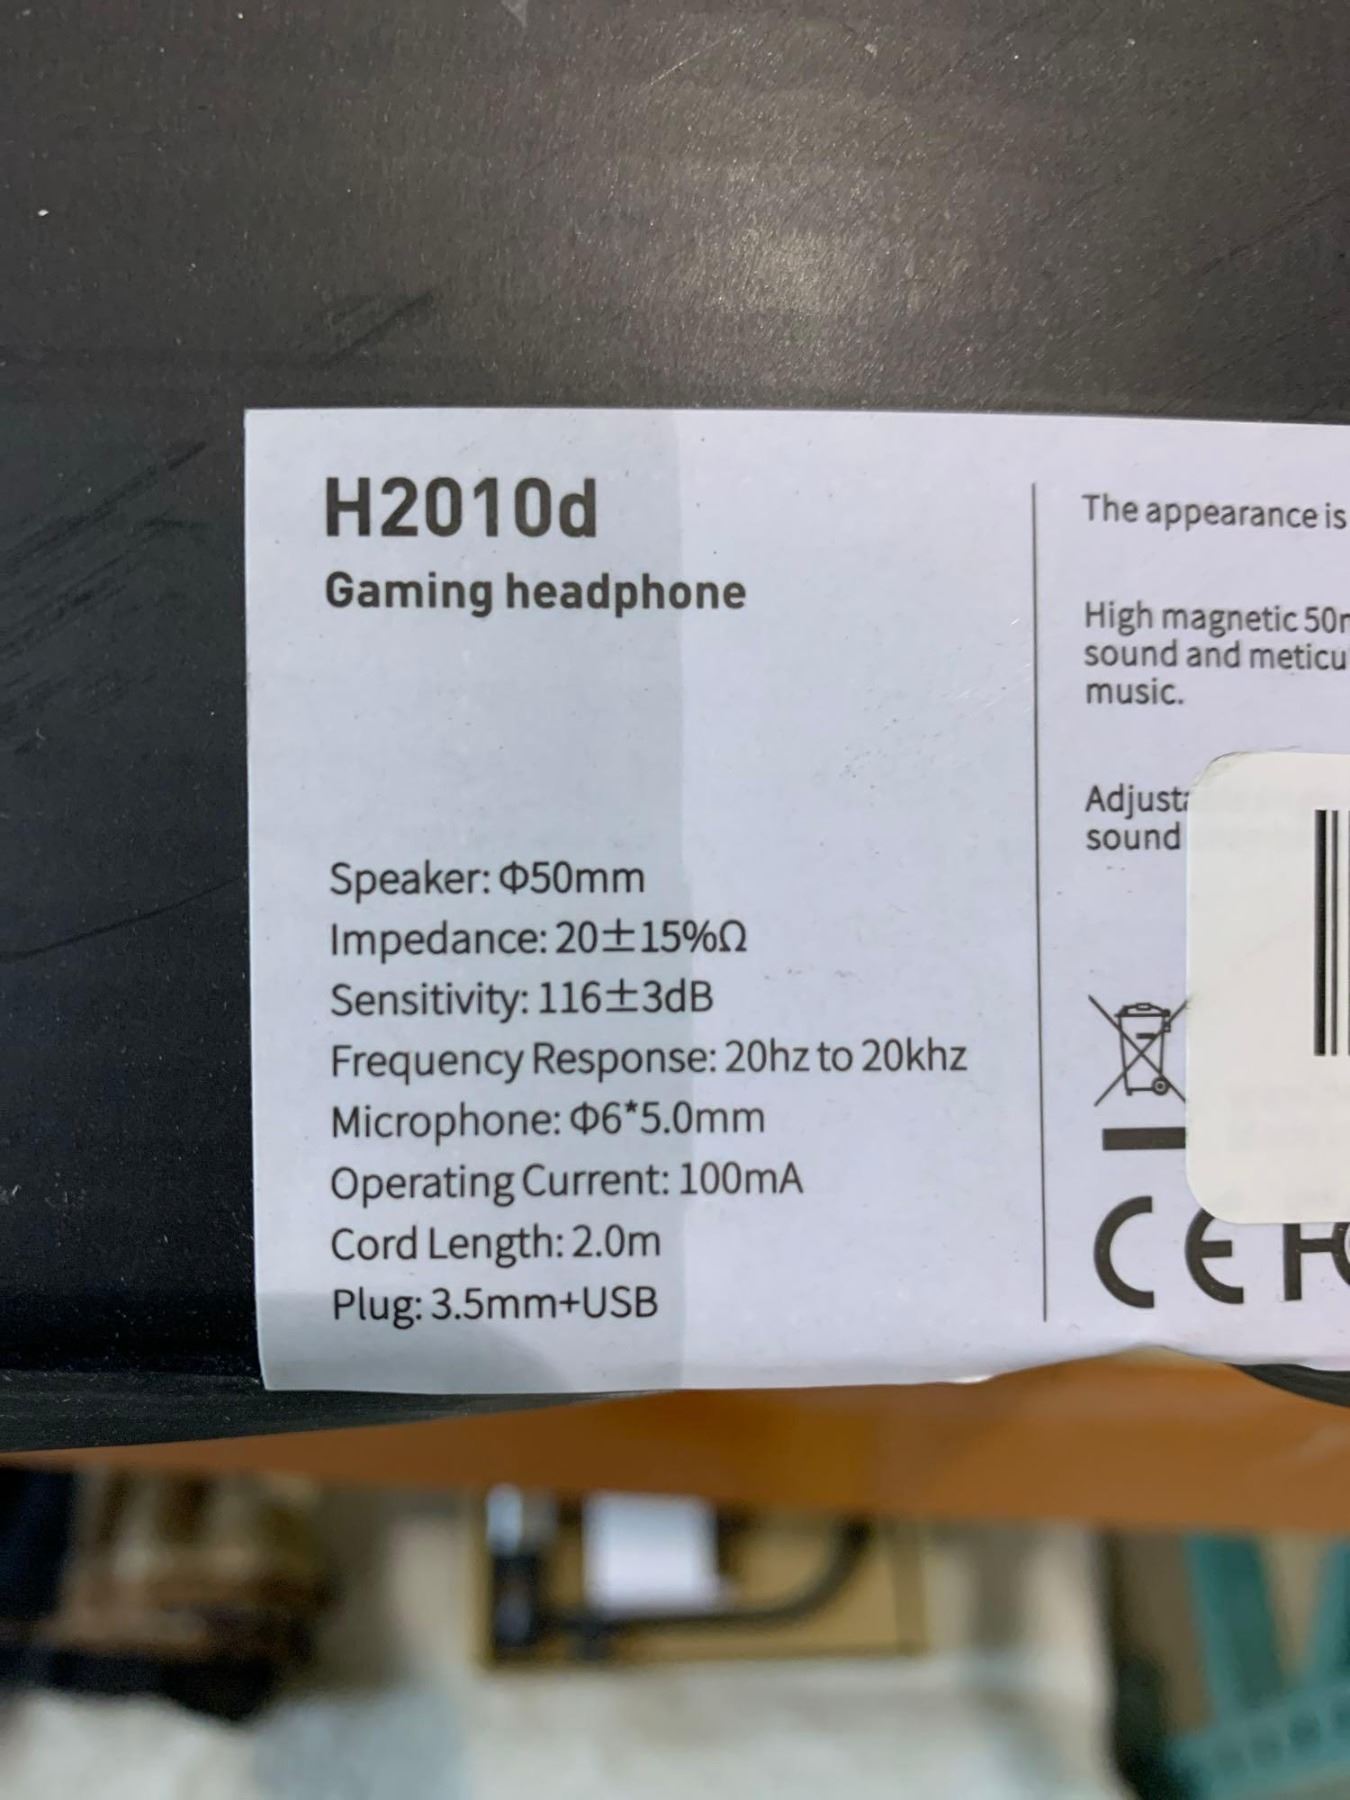 H2010d
Gaming headphone
Speaker: Φ50mm
Impedance: 20±15%Ω
Sensitivity: 116±3dB
Frequency Response: 20hz to 20khz
Microphone: Φ6*5.0mm
Operating Current: 100mA
Cord Length: 2.0m
Plug: 3.5mm+USB
The appearance is
High magnetic
sound and
music.
sound
CE